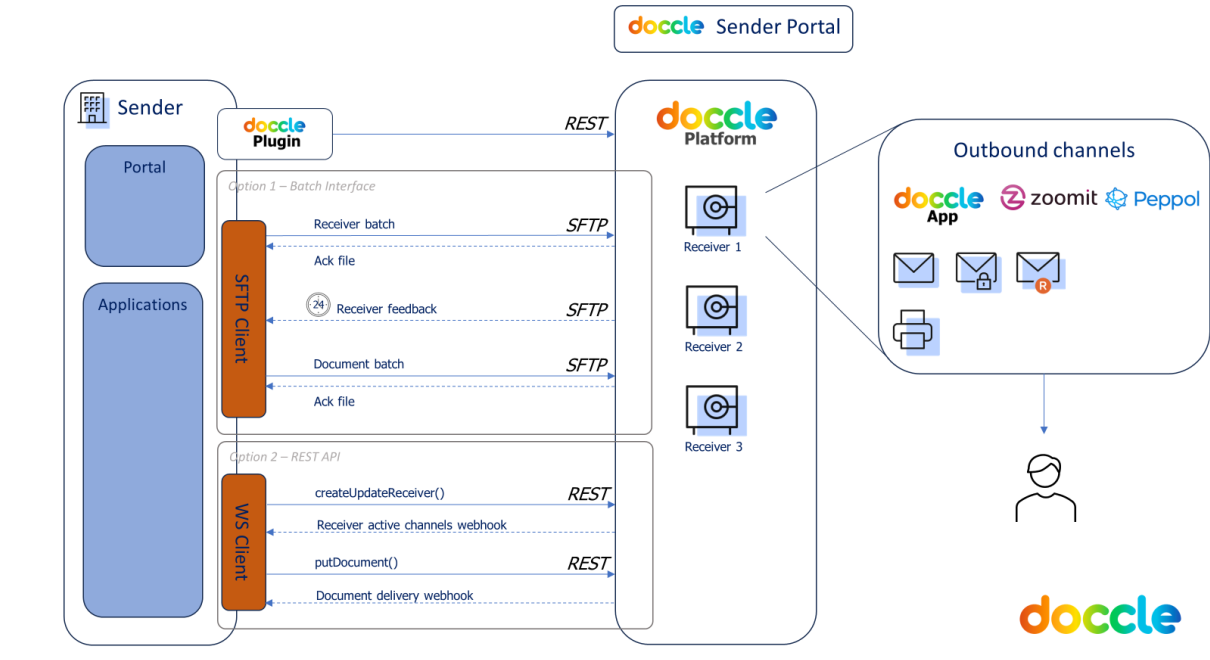 doccle Sender Portal
Sender
Portal
Applications
doccle
Plugin
REST
Option 1 – Batch Interface
SFTP Client
Receiver batch
SFTP
Ack file
24
Receiver feedback
SFTP
Document batch
SFTP
Ack file
Option 2 – REST API
WS Client
createUpdateReceiver()
REST
Receiver active channels webhook
putDocument()
REST
Document delivery webhook
doccle
Platform
Receiver 1
Receiver 2
Receiver 3
Outbound channels
doccle
App
zoomit
Peppol
R
doccle